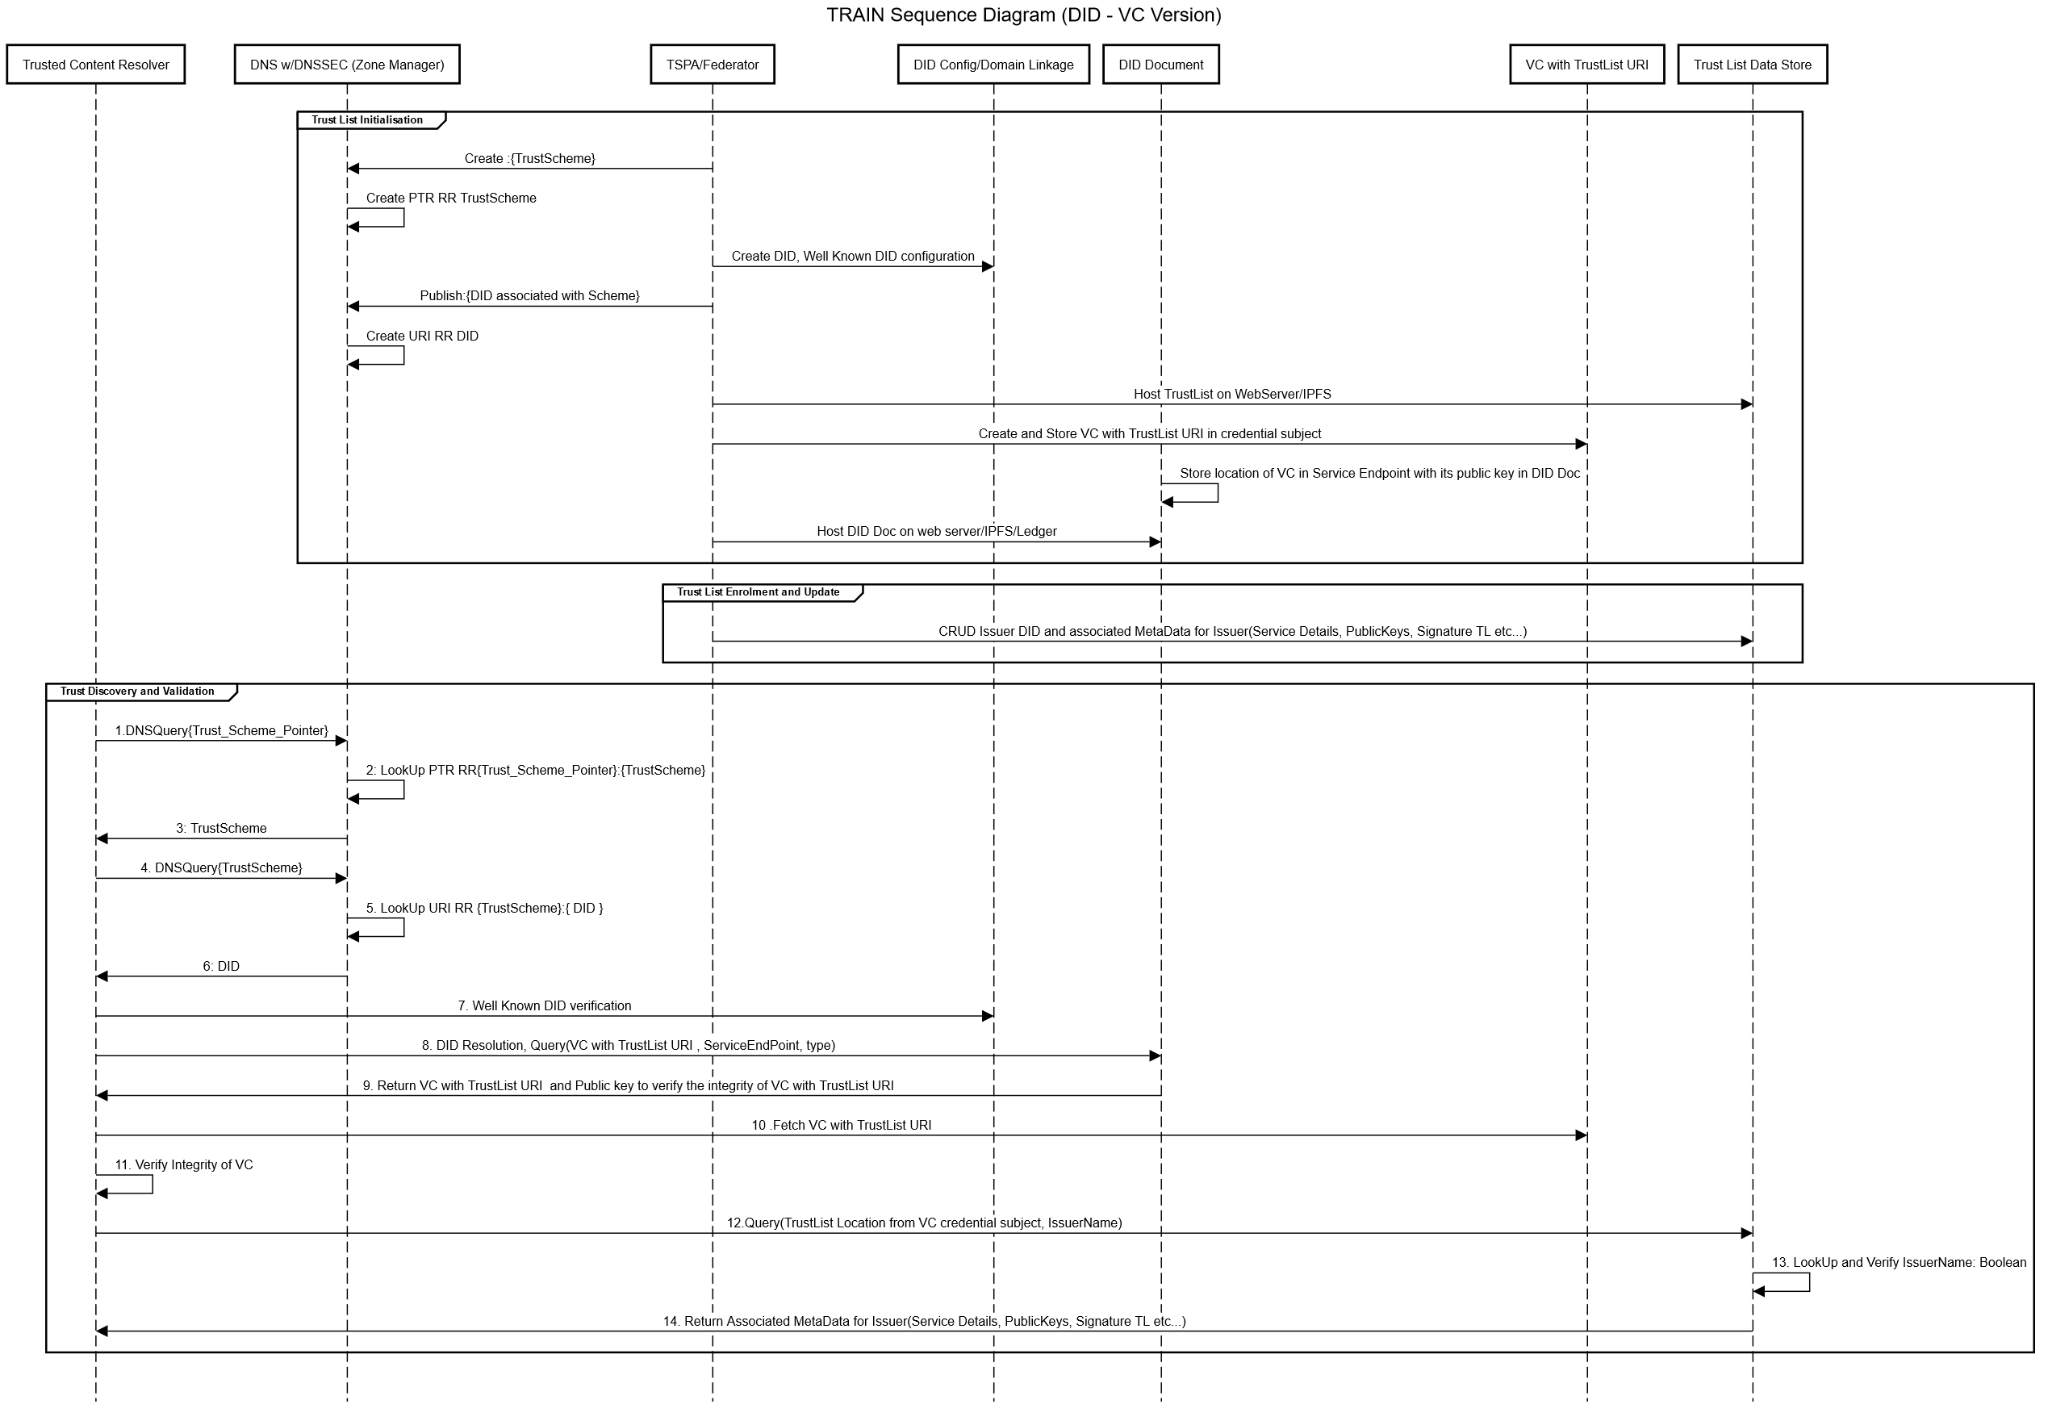 TRAIN Sequence Diagram (DID - VC Version)
Trusted Content Resolver
DNS w/DNSSEC (Zone Manager)
TSPA/Federator
DID Config/Domain Linkage
DID Document
VC with TrustList URI
Trust List Data Store
Trust List Initialisation
Create :{TrustScheme}
Create PTR RR TrustScheme
Create DID, Well Known DID configuration
Publish:{DID associated with Scheme}
Create URI RR DID
Host TrustList on WebServer/IPFS
Create and Store VC with TrustList URI in credential subject
Store location of VC in Service Endpoint with its public key in DID Doc
Host DID Doc on web server/IPFS/Ledger
Trust List Enrolment and Update
CRUD Issuer DID and associated MetaData for Issuer(Service Details, PublicKeys, Signature TL etc...)
Trust Discovery and Validation
1.DNSQuery{Trust_Scheme_Pointer}
2: LookUp PTR RR{Trust_Scheme_Pointer}:{TrustScheme}
3: TrustScheme
4. DNSQuery{TrustScheme}
5. LookUp URI RR {TrustScheme}:{ DID }
6: DID
7. Well Known DID verification
8. DID Resolution, Query(VC with TrustList URI , ServiceEndPoint, type)
9. Return VC with TrustList URI  and Public key to verify the integrity of VC with TrustList URI
10 .Fetch VC with TrustList URI
11. Verify Integrity of VC
12.Query(TrustList Location from VC credential subject, IssuerName)
13. LookUp and Verify IssuerName: Boolean
14. Return Associated MetaData for Issuer(Service Details, PublicKeys, Signature TL etc...)